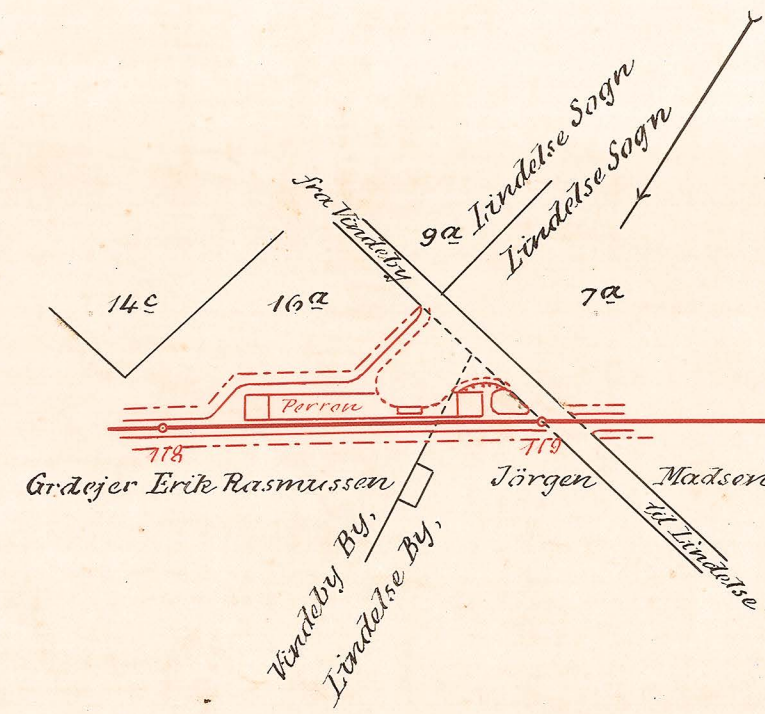 9a Lindelse Sogn
Lindelse Sogn
fra Vindeby
14c
16a
7a
Perron
118
119
Grdejer Erik Rasmussen
Jörgen
Madsen
til Lindelse
Vindeby By,
Lindelse By,